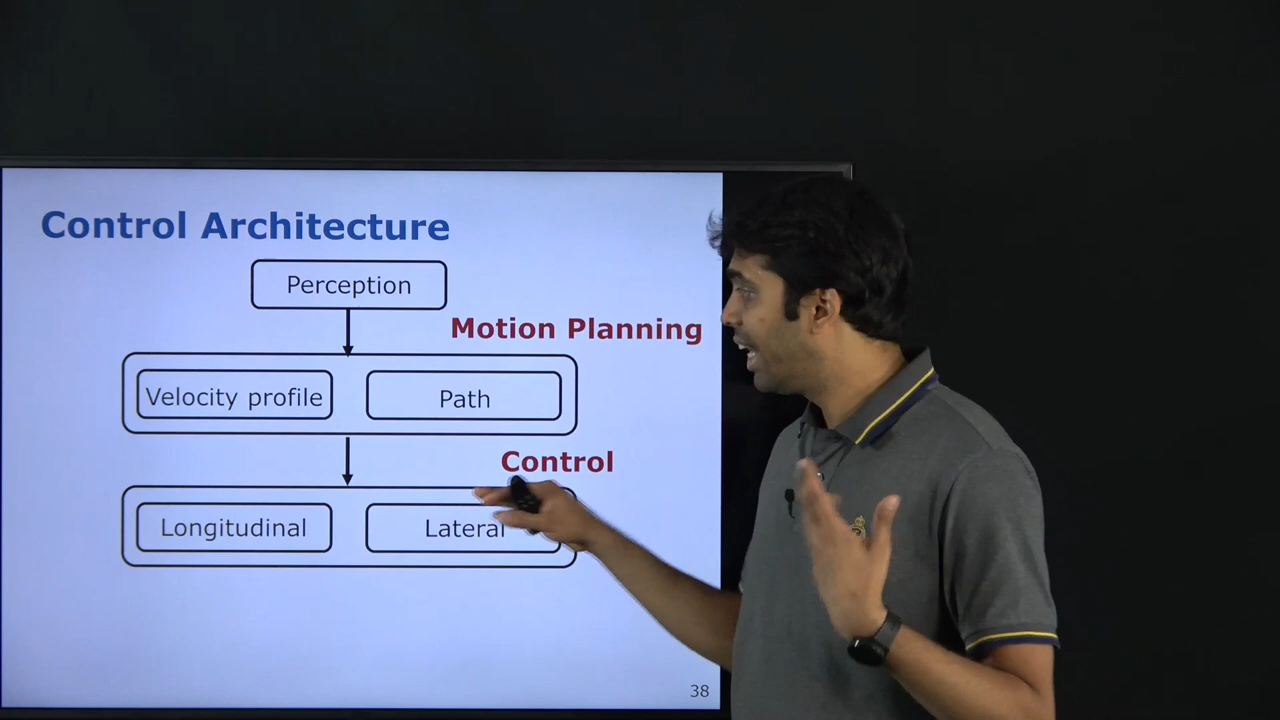 Control Architecture
Perception
Motion Planning
Velocity profile
Path
Control
Longitudinal
Lateral
38